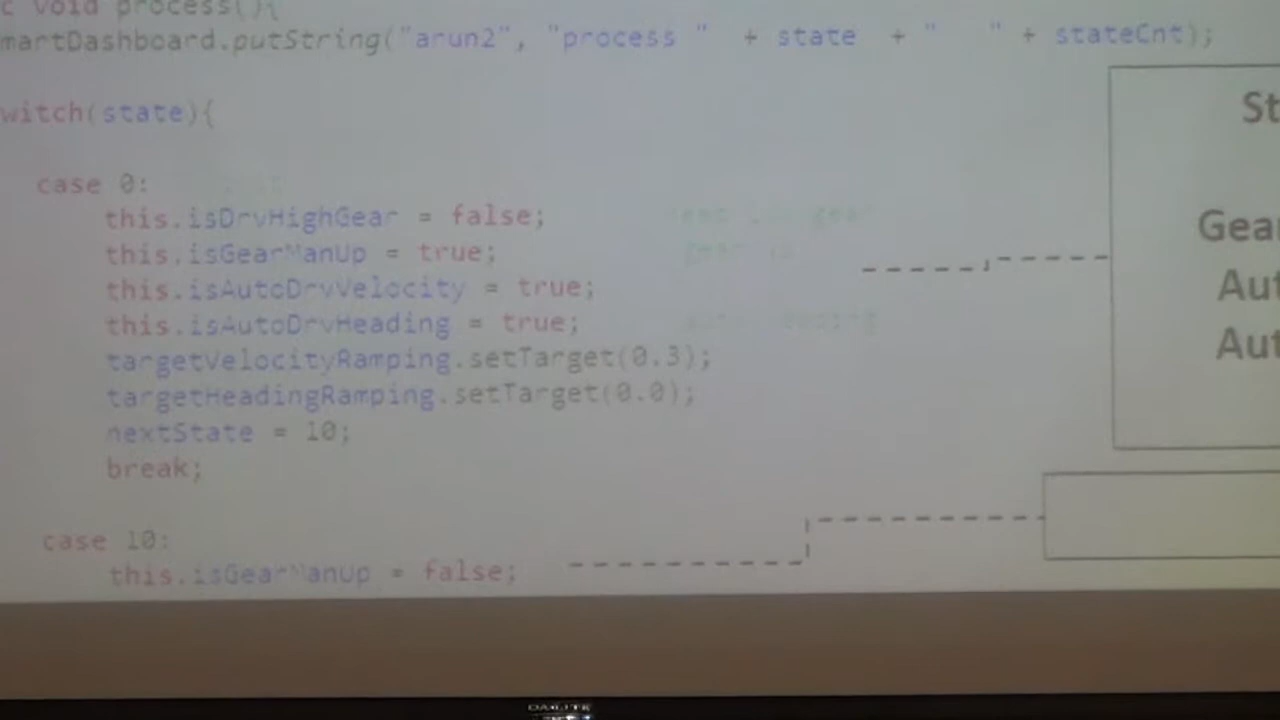 c void process(){
martDashboard.putString("arun2", "process " + state + " " + stateCnt);
witch(state){
case 0:
this.isDrvHighGear = false;
this.isGearManUp = true;
this.isAutoDrvVelocity = true;
this.isAutoDrvHeading = true;
targetVelocityRamping.setTarget(0.3);
targetHeadingRamping.setTarget(0.0);
nextState = 10;
break;
case 10:
this.isGearManUp = false;
St
Gear
Aut
Aut
DA-LITE